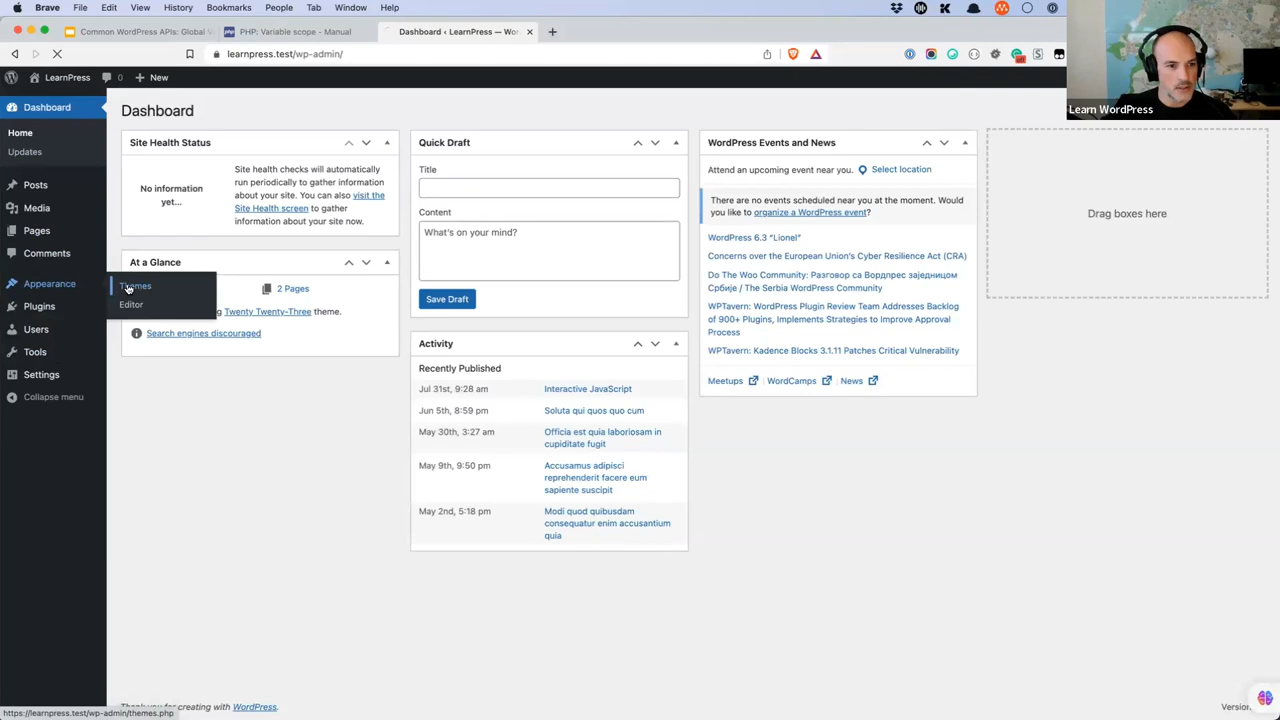 Brave File Edit View History Bookmarks People Tab Window Help
Common WordPress APIs: Global V
PHP: Variable scope - Manual
Dashboard ‹ LearnPress — Wo
learnpress.test/wp-admin/
LearnPress 0 + New
Learn WordPress
Dashboard
Home
Updates
Posts
Media
Pages
Comments
Appearance
Themes
Editor
Plugins
Users
Tools
Settings
Collapse menu
Dashboard
Site Health Status
No information
yet...
Site health checks will automatically
run periodically to gather information
about your site. You can also visit the
Site Health screen to gather
information about your site now.
At a Glance
2 Pages
Twenty Twenty-Three theme.
Search engines discouraged
Quick Draft
Title
Content
What's on your mind?
Save Draft
Activity
Recently Published
Jul 31st, 9:28 am Interactive JavaScript
Jun 5th, 8:59 pm Soluta qui quos quo cum
May 30th, 3:27 am Officia est quia laboriosam in
cupiditate fugit
May 9th, 9:50 pm Accusamus adipisci
reprehenderit facere eum
sapiente suscipit
May 2nd, 5:18 pm Modi quod quibusdam
consequatur enim accusantium
quia
WordPress Events and News
Attend an upcoming event near you. Select location
There are no events scheduled near you at the moment. Would
you like to organize a WordPress event?
WordPress 6.3 "Lionel"
Concerns over the European Union's Cyber Resilience Act (CRA)
Do The Woo Community: Разговор са Вордпрес заједницом
Србије / The Serbia WordPress Community
WPTavern: WordPress Plugin Review Team Addresses Backlog
of 900+ Plugins, Implements Strategies to Improve Approval
Process
WPTavern: Kadence Blocks 3.1.11 Patches Critical Vulnerability
Meetups | WordCamps | News
Drag boxes here
Thank you for creating with WordPress.
Version
https://learnpress.test/wp-admin/themes.php